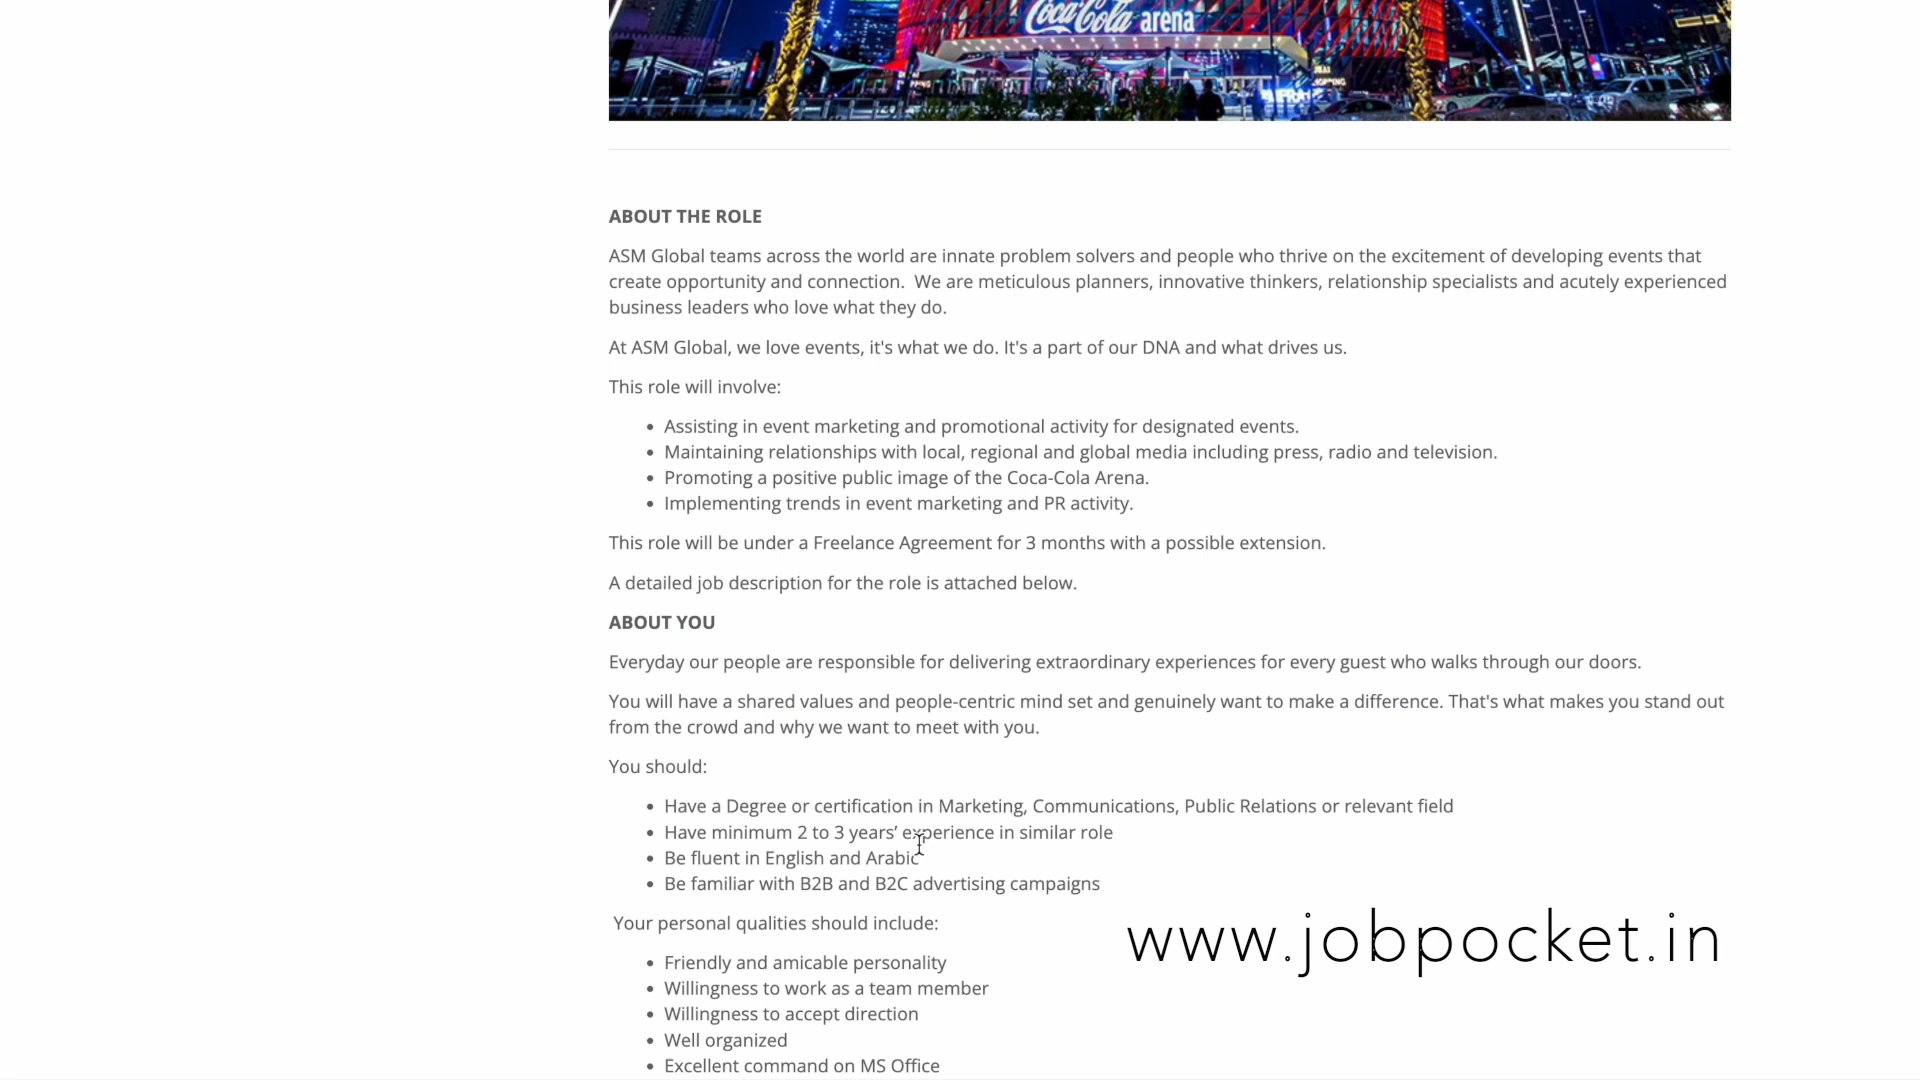 Coca-Cola arena
ABOUT THE ROLE
ASM Global teams across the world are innate problem solvers and people who thrive on the excitement of developing events that
create opportunity and connection.  We are meticulous planners, innovative thinkers, relationship specialists and acutely experienced
business leaders who love what they do.
At ASM Global, we love events, it's what we do. It's a part of our DNA and what drives us.
This role will involve:
• Assisting in event marketing and promotional activity for designated events.
• Maintaining relationships with local, regional and global media including press, radio and television.
• Promoting a positive public image of the Coca-Cola Arena.
• Implementing trends in event marketing and PR activity.
This role will be under a Freelance Agreement for 3 months with a possible extension.
A detailed job description for the role is attached below.
ABOUT YOU
Everyday our people are responsible for delivering extraordinary experiences for every guest who walks through our doors.
You will have a shared values and people-centric mind set and genuinely want to make a difference. That's what makes you stand out
from the crowd and why we want to meet with you.
You should:
• Have a Degree or certification in Marketing, Communications, Public Relations or relevant field
• Have minimum 2 to 3 years’ experience in similar role
• Be fluent in English and Arabic
• Be familiar with B2B and B2C advertising campaigns
Your personal qualities should include:
• Friendly and amicable personality
• Willingness to work as a team member
• Willingness to accept direction
• Well organized
• Excellent command on MS Office
www.jobpocket.in